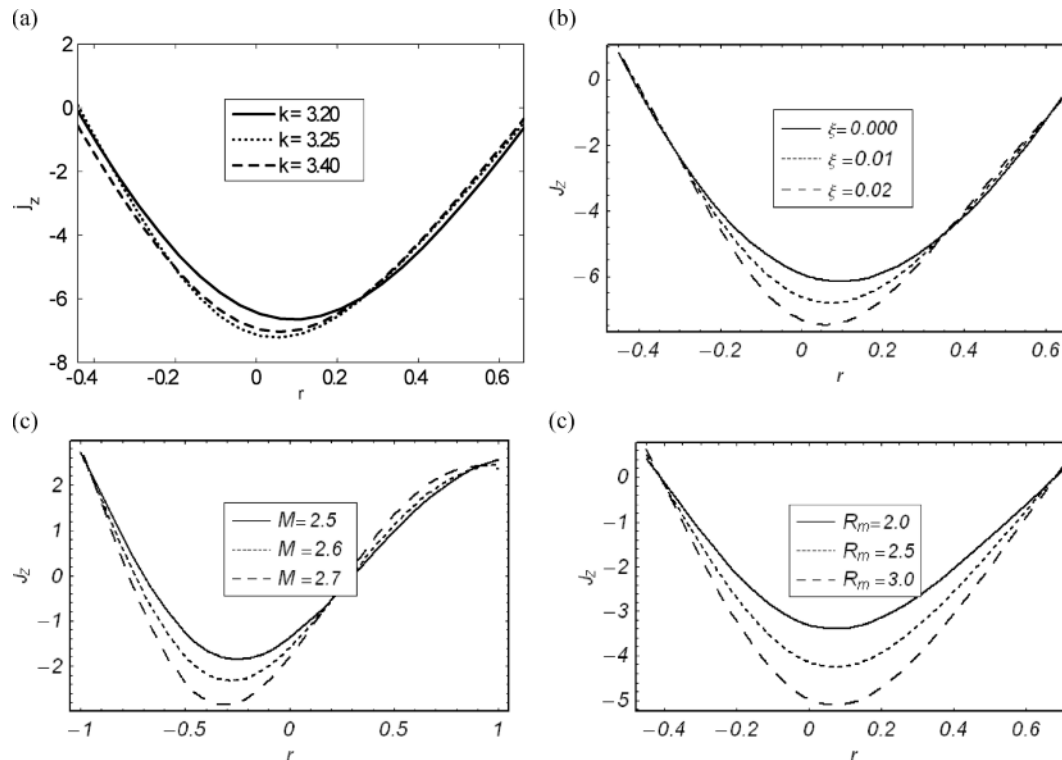 (a)
2
0
-2
-4
-6
-8
j_z
-0.4
-0.2
0
0.2
0.4
0.6
r
k= 3.20
k= 3.25
k= 3.40
(b)
0
−2
−4
−6
J_z
−0.4
−0.2
0
0.2
0.4
0.6
r
ξ=0.000
ξ=0.01
ξ=0.02
(c)
2
1
0
−1
−2
J_z
−1
−0.5
0
0.5
1
r
M=2.5
M=2.6
M=2.7
(c)
0
−1
−2
−3
−4
−5
J_z
−0.4
−0.2
0
0.2
0.4
0.6
r
R_m=2.0
R_m=2.5
R_m=3.0